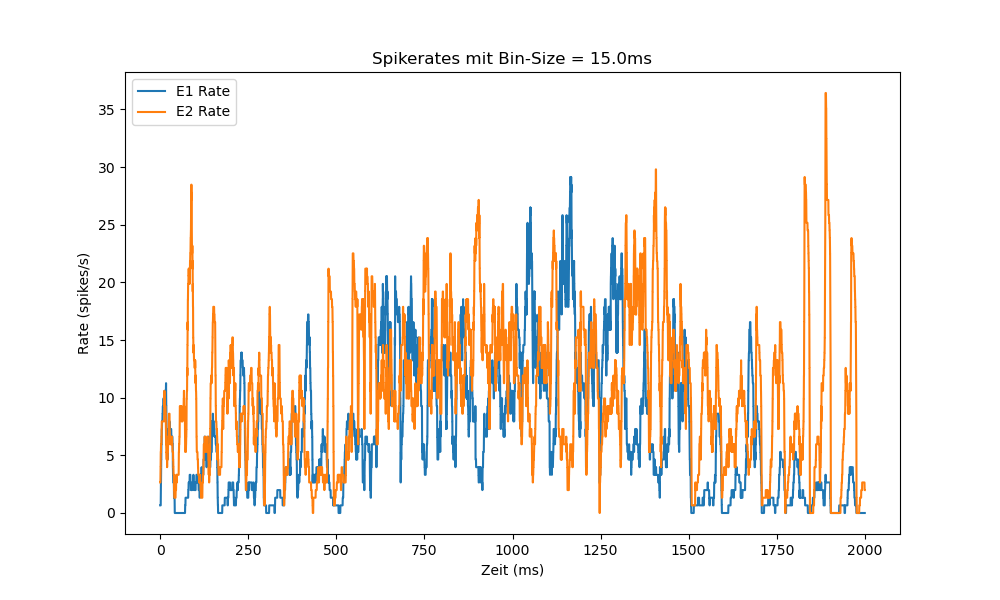 Spikerates mit Bin-Size = 15.0ms
E1 Rate
E2 Rate
Rate (spikes/s)
35
30
25
20
15
10
5
0
0 250 500 750 1000 1250 1500 1750 2000
Zeit (ms)